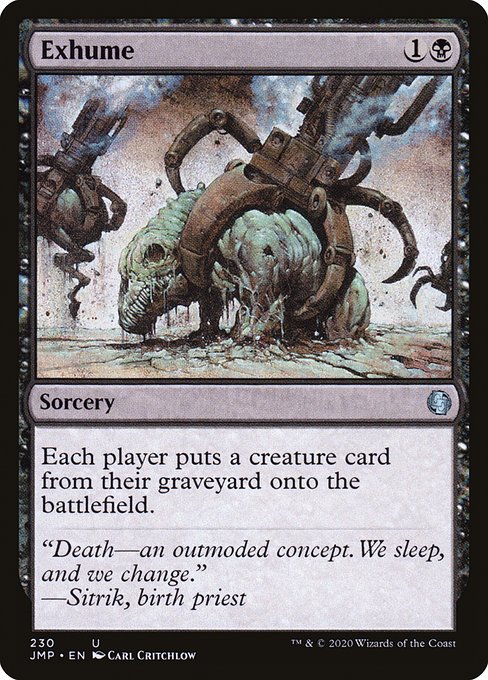 Exhume
1
Sorcery
Each player puts a creature card
from their graveyard onto the
battlefield.
“Death—an outmoded concept. We sleep,
and we change.”
—Sitrik, birth priest
230 U
JMP • EN Carl Critchlow
™ & © 2020 Wizards of the Coast